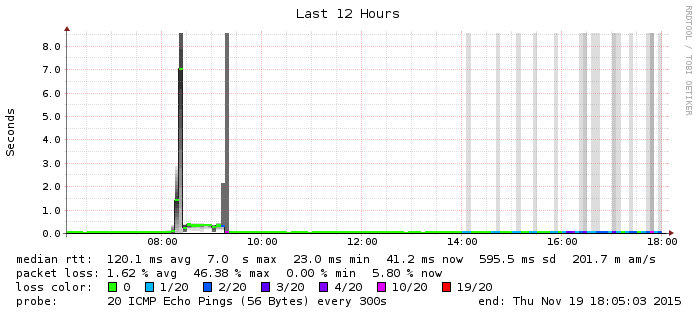 Last 12 Hours
RRDTOOL / TOBI OETIKER
Seconds
8.0
7.0
6.0
5.0
4.0
3.0
2.0
1.0
0.0
08:00 10:00 12:00 14:00 16:00 18:00
median rtt: 120.1 ms avg 7.0 s max 23.0 ms min 41.2 ms now 595.5 ms sd 201.7 m am/s
packet loss: 1.62 % avg 46.38 % max 0.00 % min 5.80 % now
loss color: 0 1/20 2/20 3/20 4/20 10/20 19/20
probe: 20 ICMP Echo Pings (56 Bytes) every 300s end: Thu Nov 19 18:05:03 2015